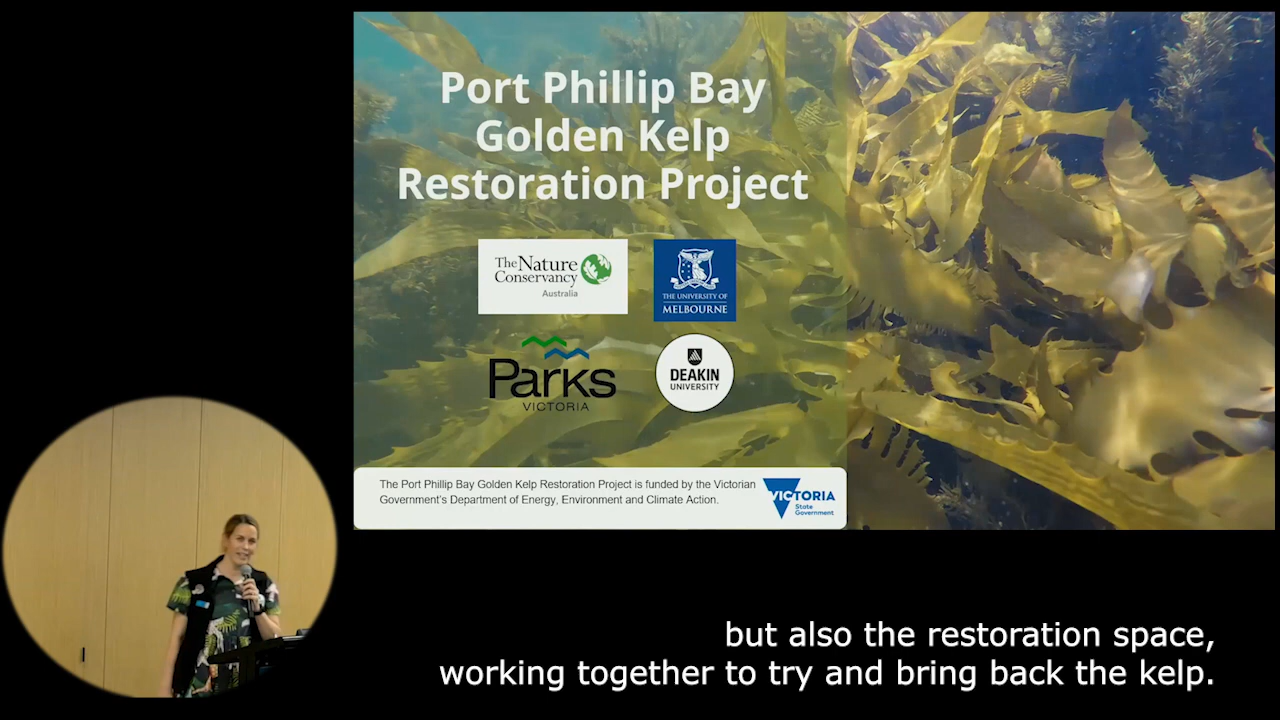 Port Phillip Bay
Golden Kelp
Restoration Project
The Nature
Conservancy
Australia
THE UNIVERSITY OF
MELBOURNE
Parks
VICTORIA
DEAKIN
UNIVERSITY
The Port Phillip Bay Golden Kelp Restoration Project is funded by the Victorian
Government's Department of Energy, Environment and Climate Action.
VICTORIA
State
Government
but also the restoration space,
working together to try and bring back the kelp.